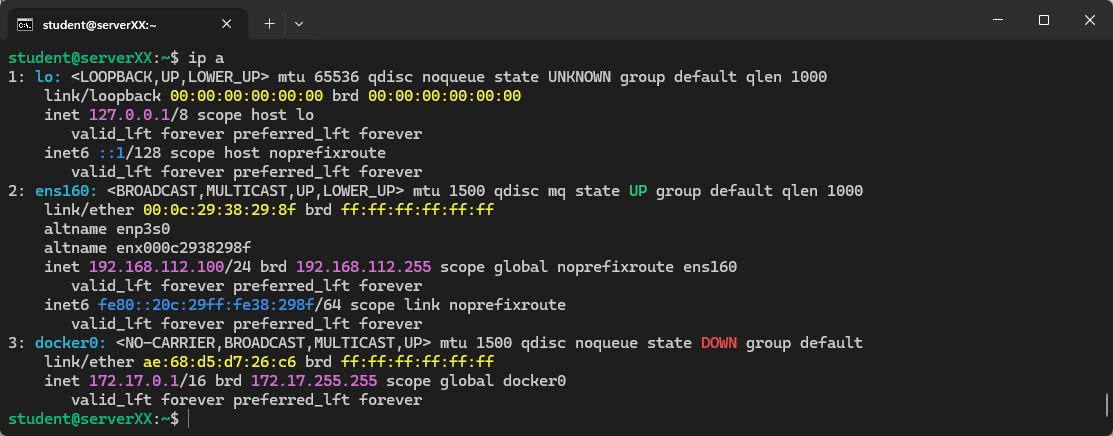 student@serverXX:~
student@serverXX:~$ ip a
1: lo: <LOOPBACK,UP,LOWER_UP> mtu 65536 qdisc noqueue state UNKNOWN group default qlen 1000
    link/loopback 00:00:00:00:00:00 brd 00:00:00:00:00:00
    inet 127.0.0.1/8 scope host lo
       valid_lft forever preferred_lft forever
    inet6 ::1/128 scope host noprefixroute
       valid_lft forever preferred_lft forever
2: ens160: <BROADCAST,MULTICAST,UP,LOWER_UP> mtu 1500 qdisc mq state UP group default qlen 1000
    link/ether 00:0c:29:38:29:8f brd ff:ff:ff:ff:ff:ff
    altname enp3s0
    altname enx000c2938298f
    inet 192.168.112.100/24 brd 192.168.112.255 scope global noprefixroute ens160
       valid_lft forever preferred_lft forever
    inet6 fe80::20c:29ff:fe38:298f/64 scope link noprefixroute
       valid_lft forever preferred_lft forever
3: docker0: <NO-CARRIER,BROADCAST,MULTICAST,UP> mtu 1500 qdisc noqueue state DOWN group default
    link/ether ae:68:d5:d7:26:c6 brd ff:ff:ff:ff:ff:ff
    inet 172.17.0.1/16 brd 172.17.255.255 scope global docker0
       valid_lft forever preferred_lft forever
student@serverXX:~$